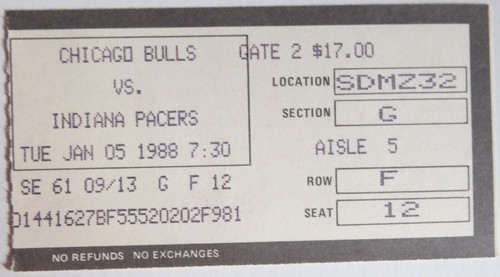 CHICAGO BULLS
VS.
INDIANA PACERS
TUE JAN 05 1988 7:30
SE 61 09/13 G F 12
D1441627BF55520202F981
GATE 2 $17.00
LOCATION SDMZ32
SECTION G
AISLE 5
ROW F
SEAT 12
NO REFUNDS NO EXCHANGES